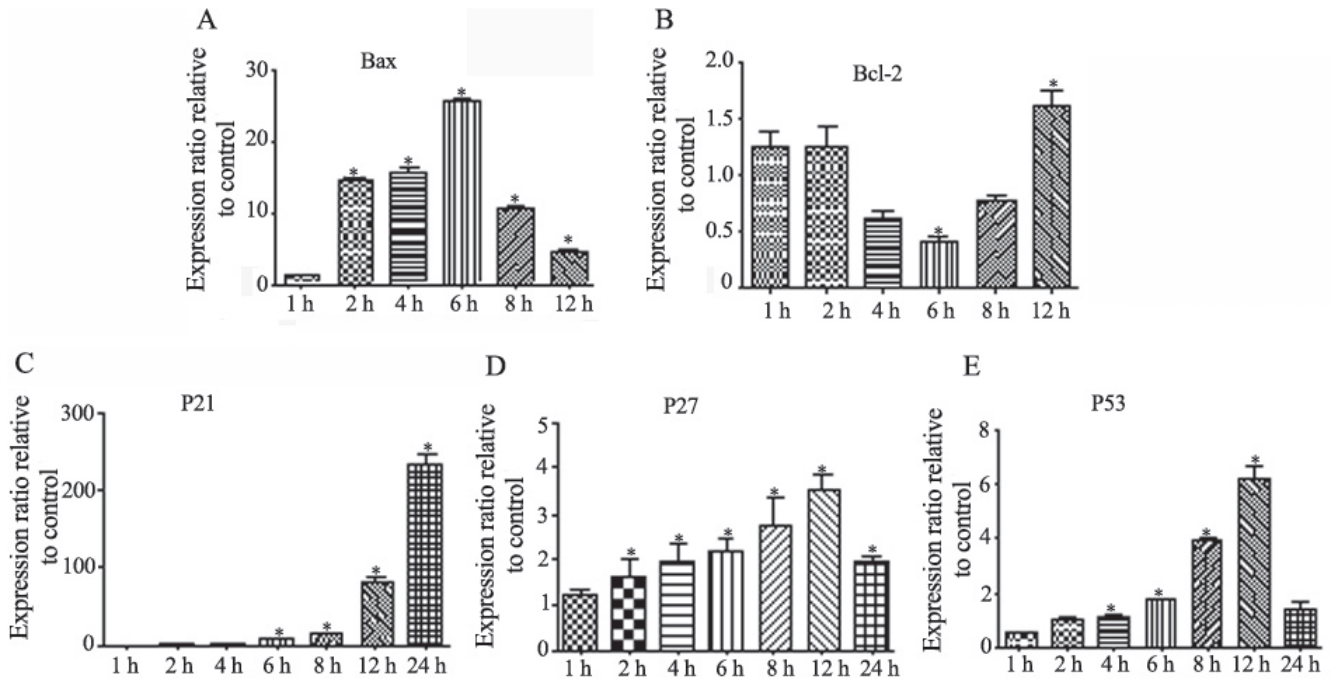 A
Bax
Expression ratio relative
to control
30
20
10
0
1 h 2 h 4 h 6 h 8 h 12 h
* * * * *
B
Bcl-2
Expression ratio relative
to control
2.0
1.5
1.0
0.5
0
1 h 2 h 4 h 6 h 8 h 12 h
* *
C
P21
Expression ratio relative
to control
300
200
100
0
1 h 2 h 4 h 6 h 8 h 12 h 24 h
* * * *
D
P27
Expression ratio relative
to control
5
4
3
2
1
0
1 h 2 h 4 h 6 h 8 h 12 h 24 h
* * * * * *
E
P53
Expression ratio relative
to control
8
6
4
2
0
1 h 2 h 4 h 6 h 8 h 12 h 24 h
* * * *